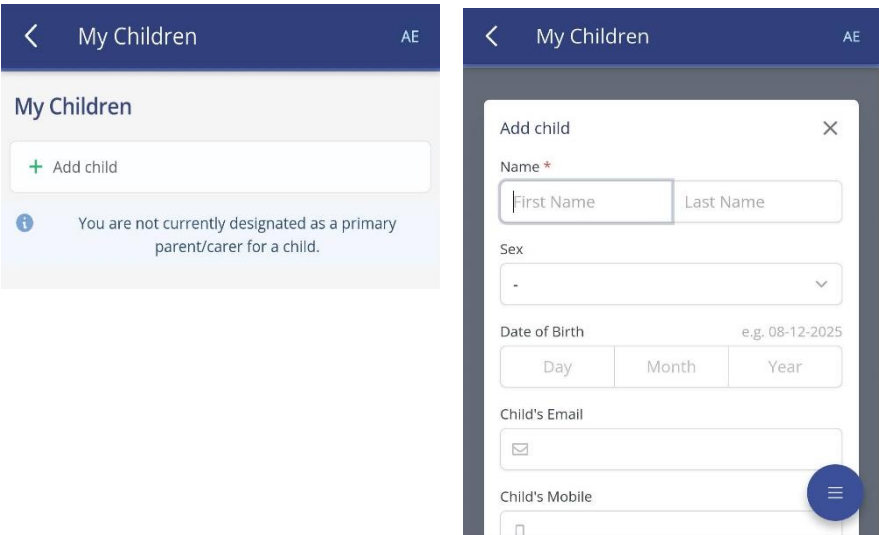 My Children
AE
My Children
+ Add child
You are not currently designated as a primary
parent/carer for a child.
My Children
AE
Add child
Name *
First Name
Last Name
Sex
-
Date of Birth
e.g. 08-12-2025
Day
Month
Year
Child's Email
Child's Mobile